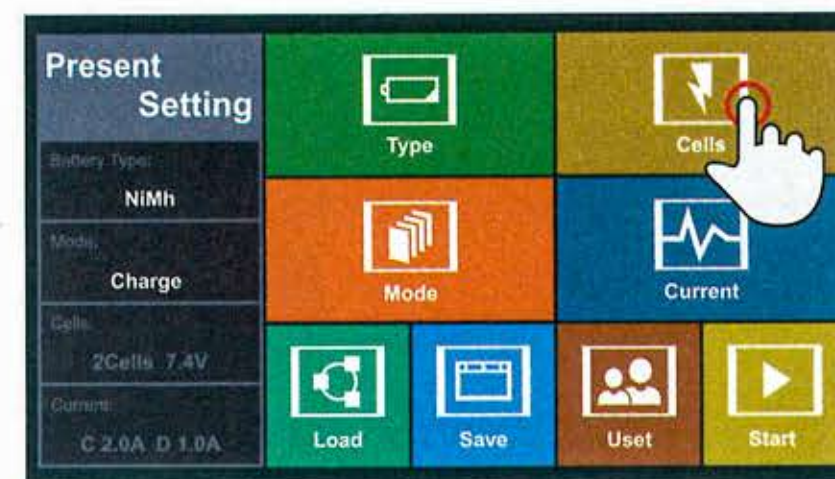 Present
Setting
Battery Type:
NiMh
Mode:
Charge
Cells:
2Cells 7.4V
Current:
C 2.0A D 1.0A
Type
Cells
Mode
Current
Load
Save
Uset
Start